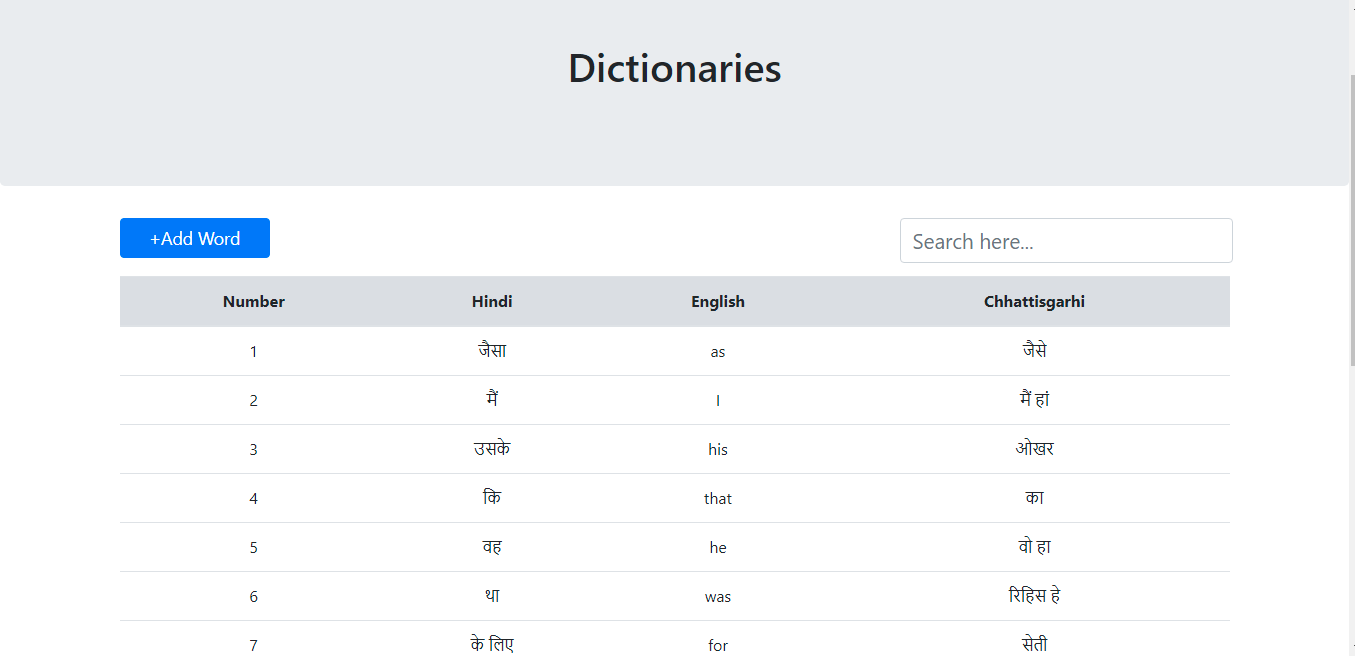 Dictionaries
+Add Word
Search here...
Number Hindi English Chhattisgarhi
1 जैसा as जैसे
2 मैं I मैं हां
3 उसके his ओखर
4 कि that का
5 वह he वो हा
6 था was रिहिस हे
7 के लिए for सेती